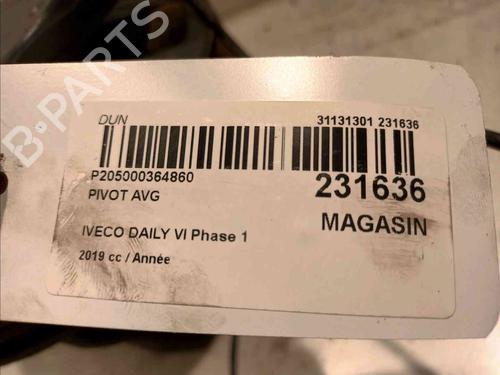 B-PARTS
DUN
31131301 231636
P205000364860
PIVOT AVG
231636
MAGASIN
IVECO DAILY VI Phase 1
2019 cc / Année